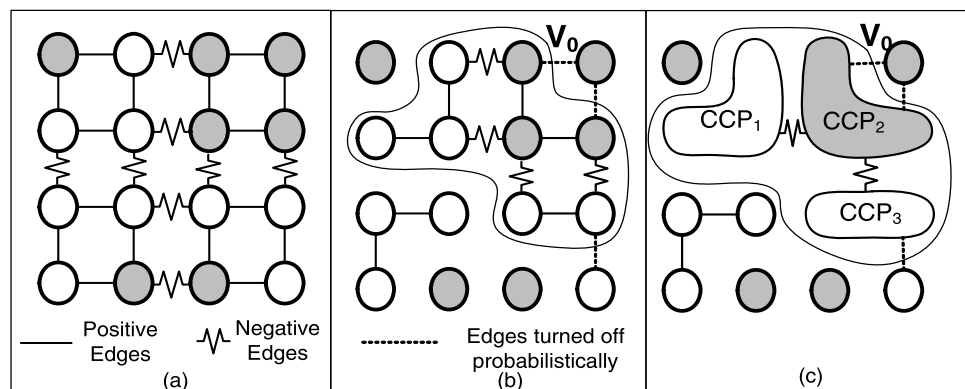 V0
V0
CCP1
CCP2
CCP3
Positive
Edges
Negative
Edges
Edges turned off
probabilistically
(a)
(b)
(c)